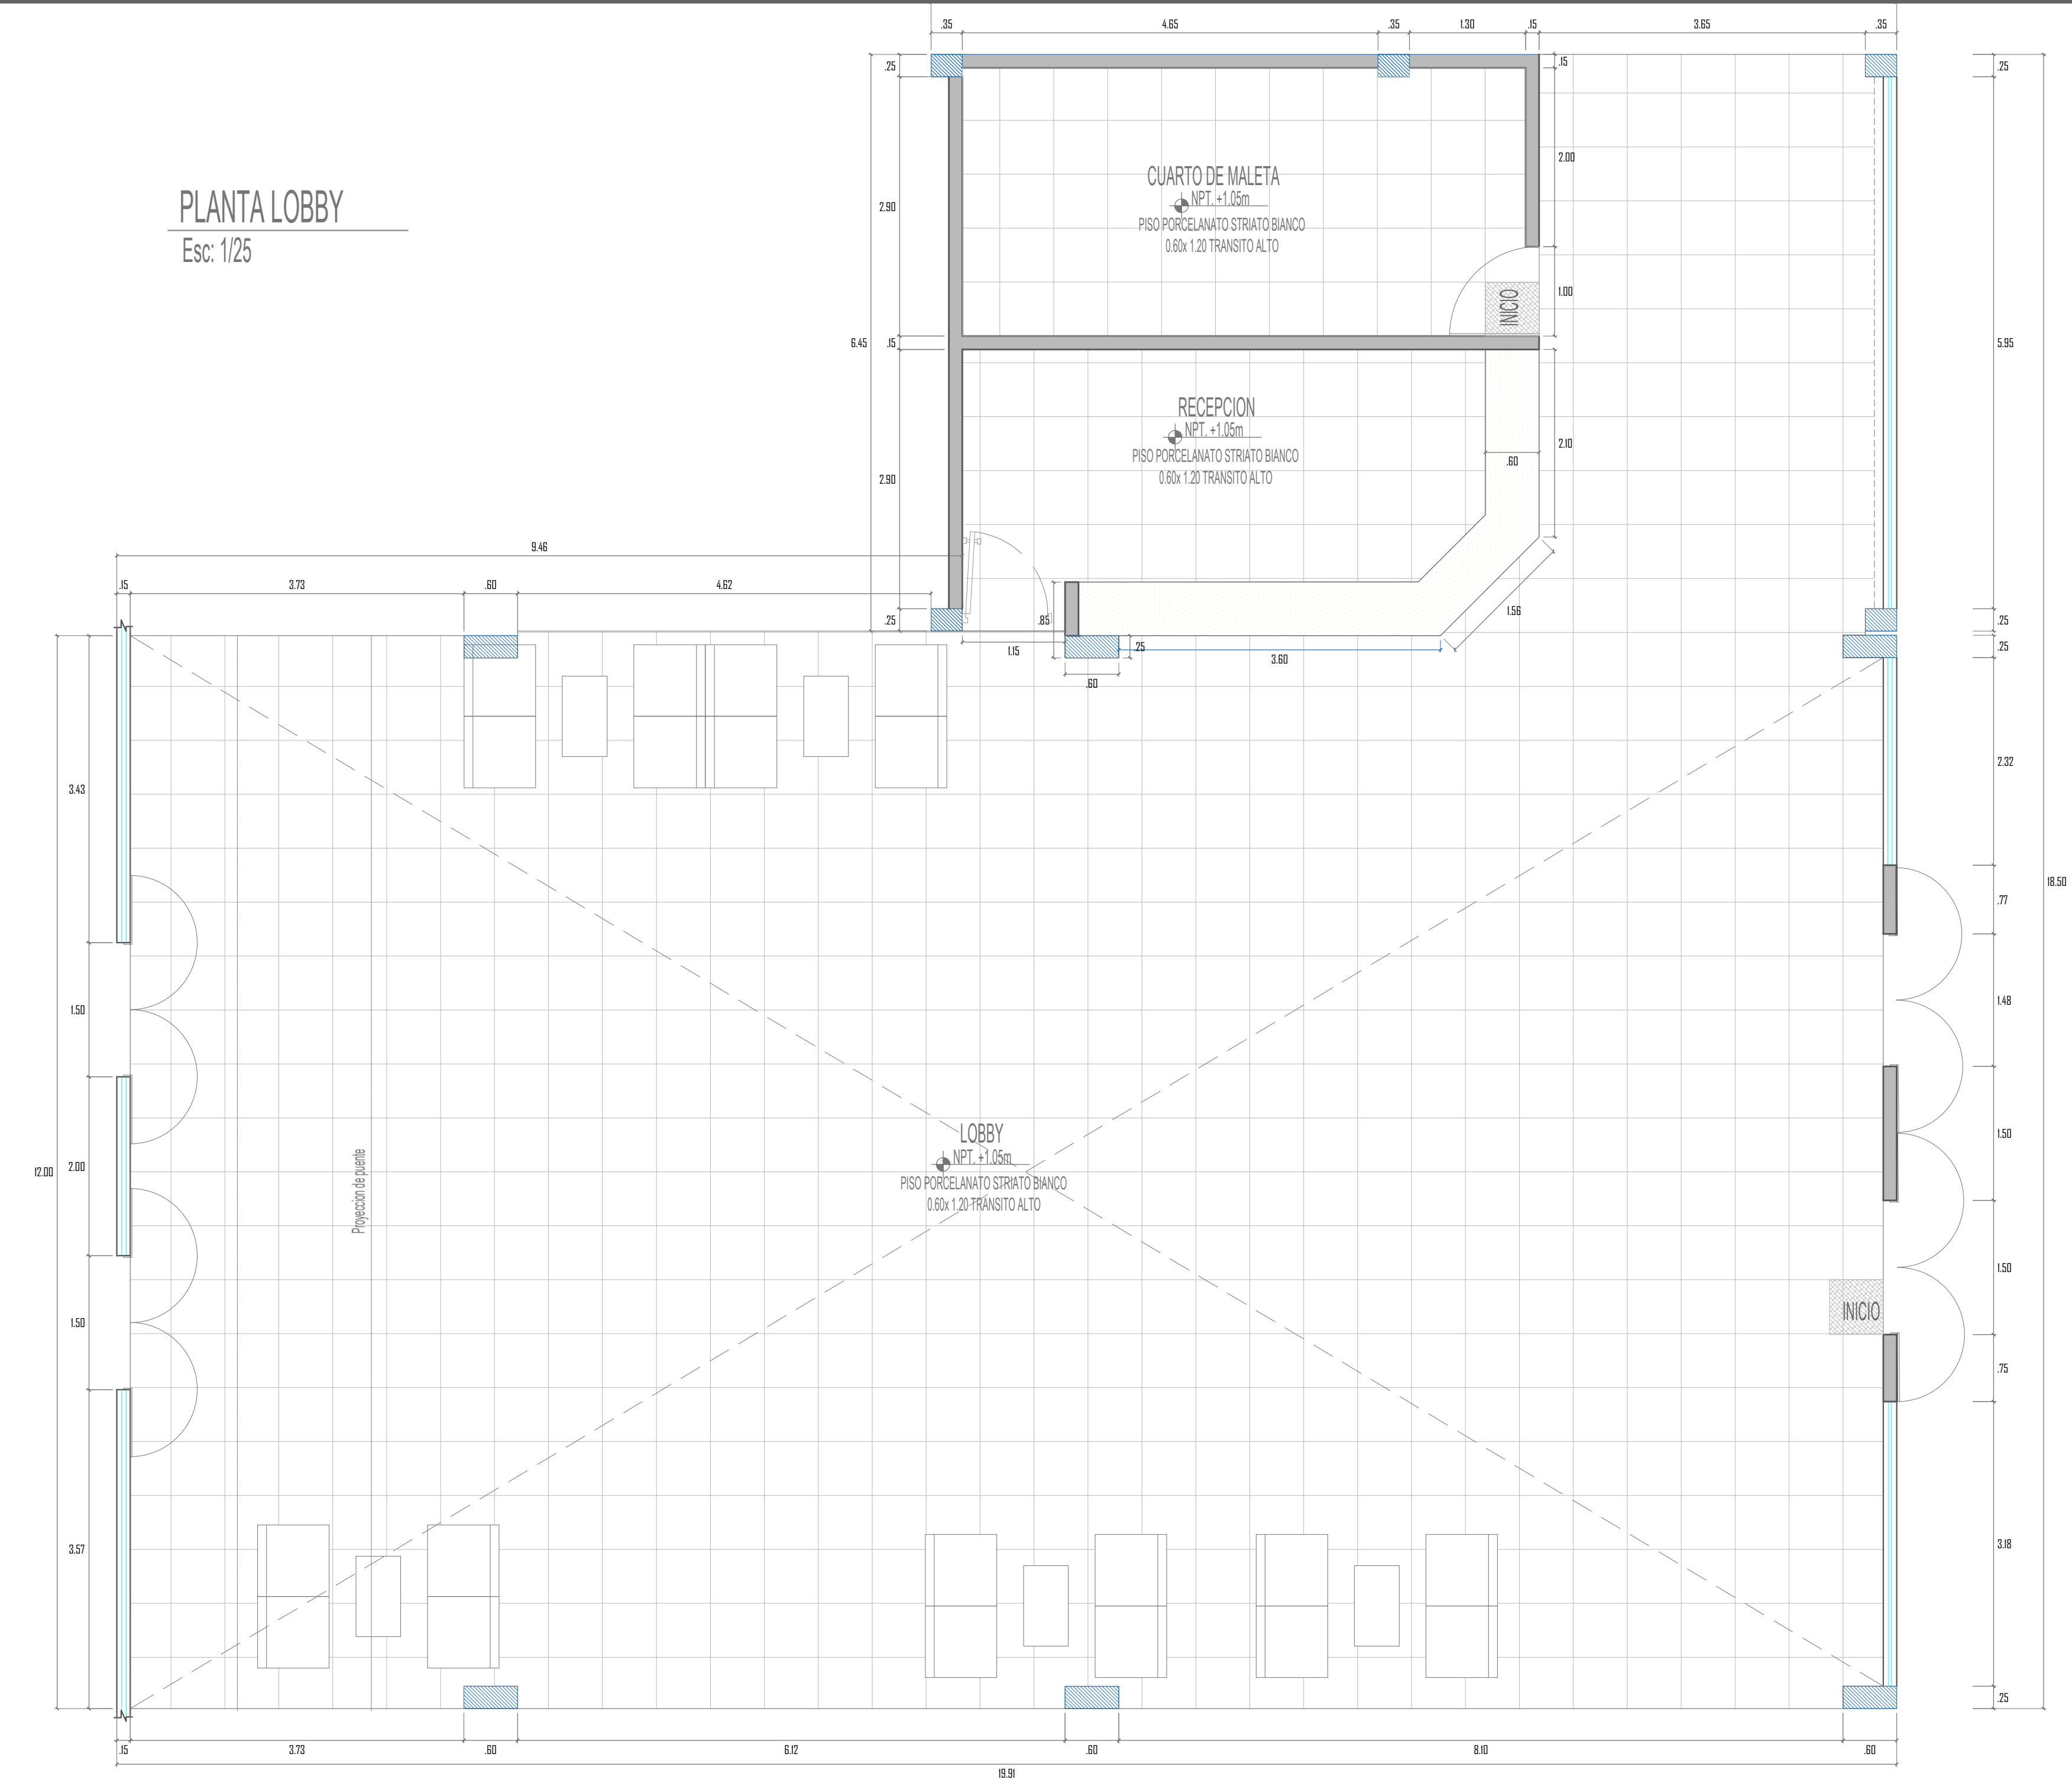 .35 4.65 .35 1.30 .15 3.65 .35
.25 .15 .25
PLANTA LOBBY
Esc: 1/25
2.90
2.00
CUARTO DE MALETA
NPT. +1.05m
PISO PORCELANATO STRIATO BIANCO
0.60x 1.20 TRANSITO ALTO
INICIO
1.00
6.45
.15
5.95
RECEPCION
NPT. +1.05m
PISO PORCELANATO STRIATO BIANCO
0.60x 1.20 TRANSITO ALTO
.60
2.10
2.90
9.46
.15 3.73 .60 4.62
1.56
.25 .85 .25
1.15 3.60 .25 .25
.60
3.43
2.32
18.50
.77
1.50
1.48
LOBBY
NPT. +1.05m
PISO PORCELANATO STRIATO BIANCO
0.60x 1.20 TRANSITO ALTO
1.50
12.00
2.00
Proyeccion de puente
1.50
INICIO
1.50
.75
3.57
3.18
.25
.15 3.73 .60 6.12 .60 8.10 .60
19.91